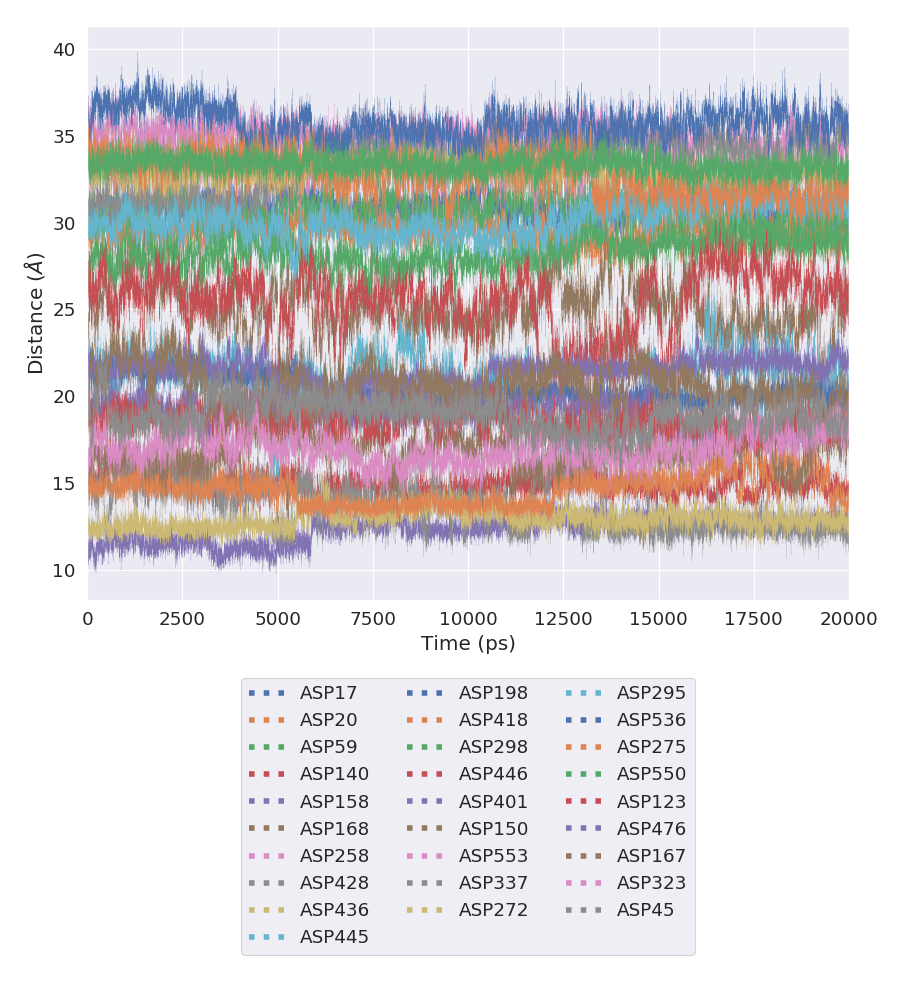 40
35
30
25
20
15
10
Distance (Å)
0 2500 5000 7500 10000 12500 15000 17500 20000
Time (ps)
ASP17 ASP198 ASP295
ASP20 ASP418 ASP536
ASP59 ASP298 ASP275
ASP140 ASP446 ASP550
ASP158 ASP401 ASP123
ASP168 ASP150 ASP476
ASP258 ASP553 ASP167
ASP428 ASP337 ASP323
ASP436 ASP272 ASP45
ASP445